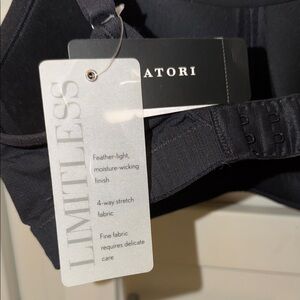 ATORI
LIMITLESS
Feather-light,
moisture-wicking
finish
4-way stretch
fabric
Fine fabric
requires delicate
care